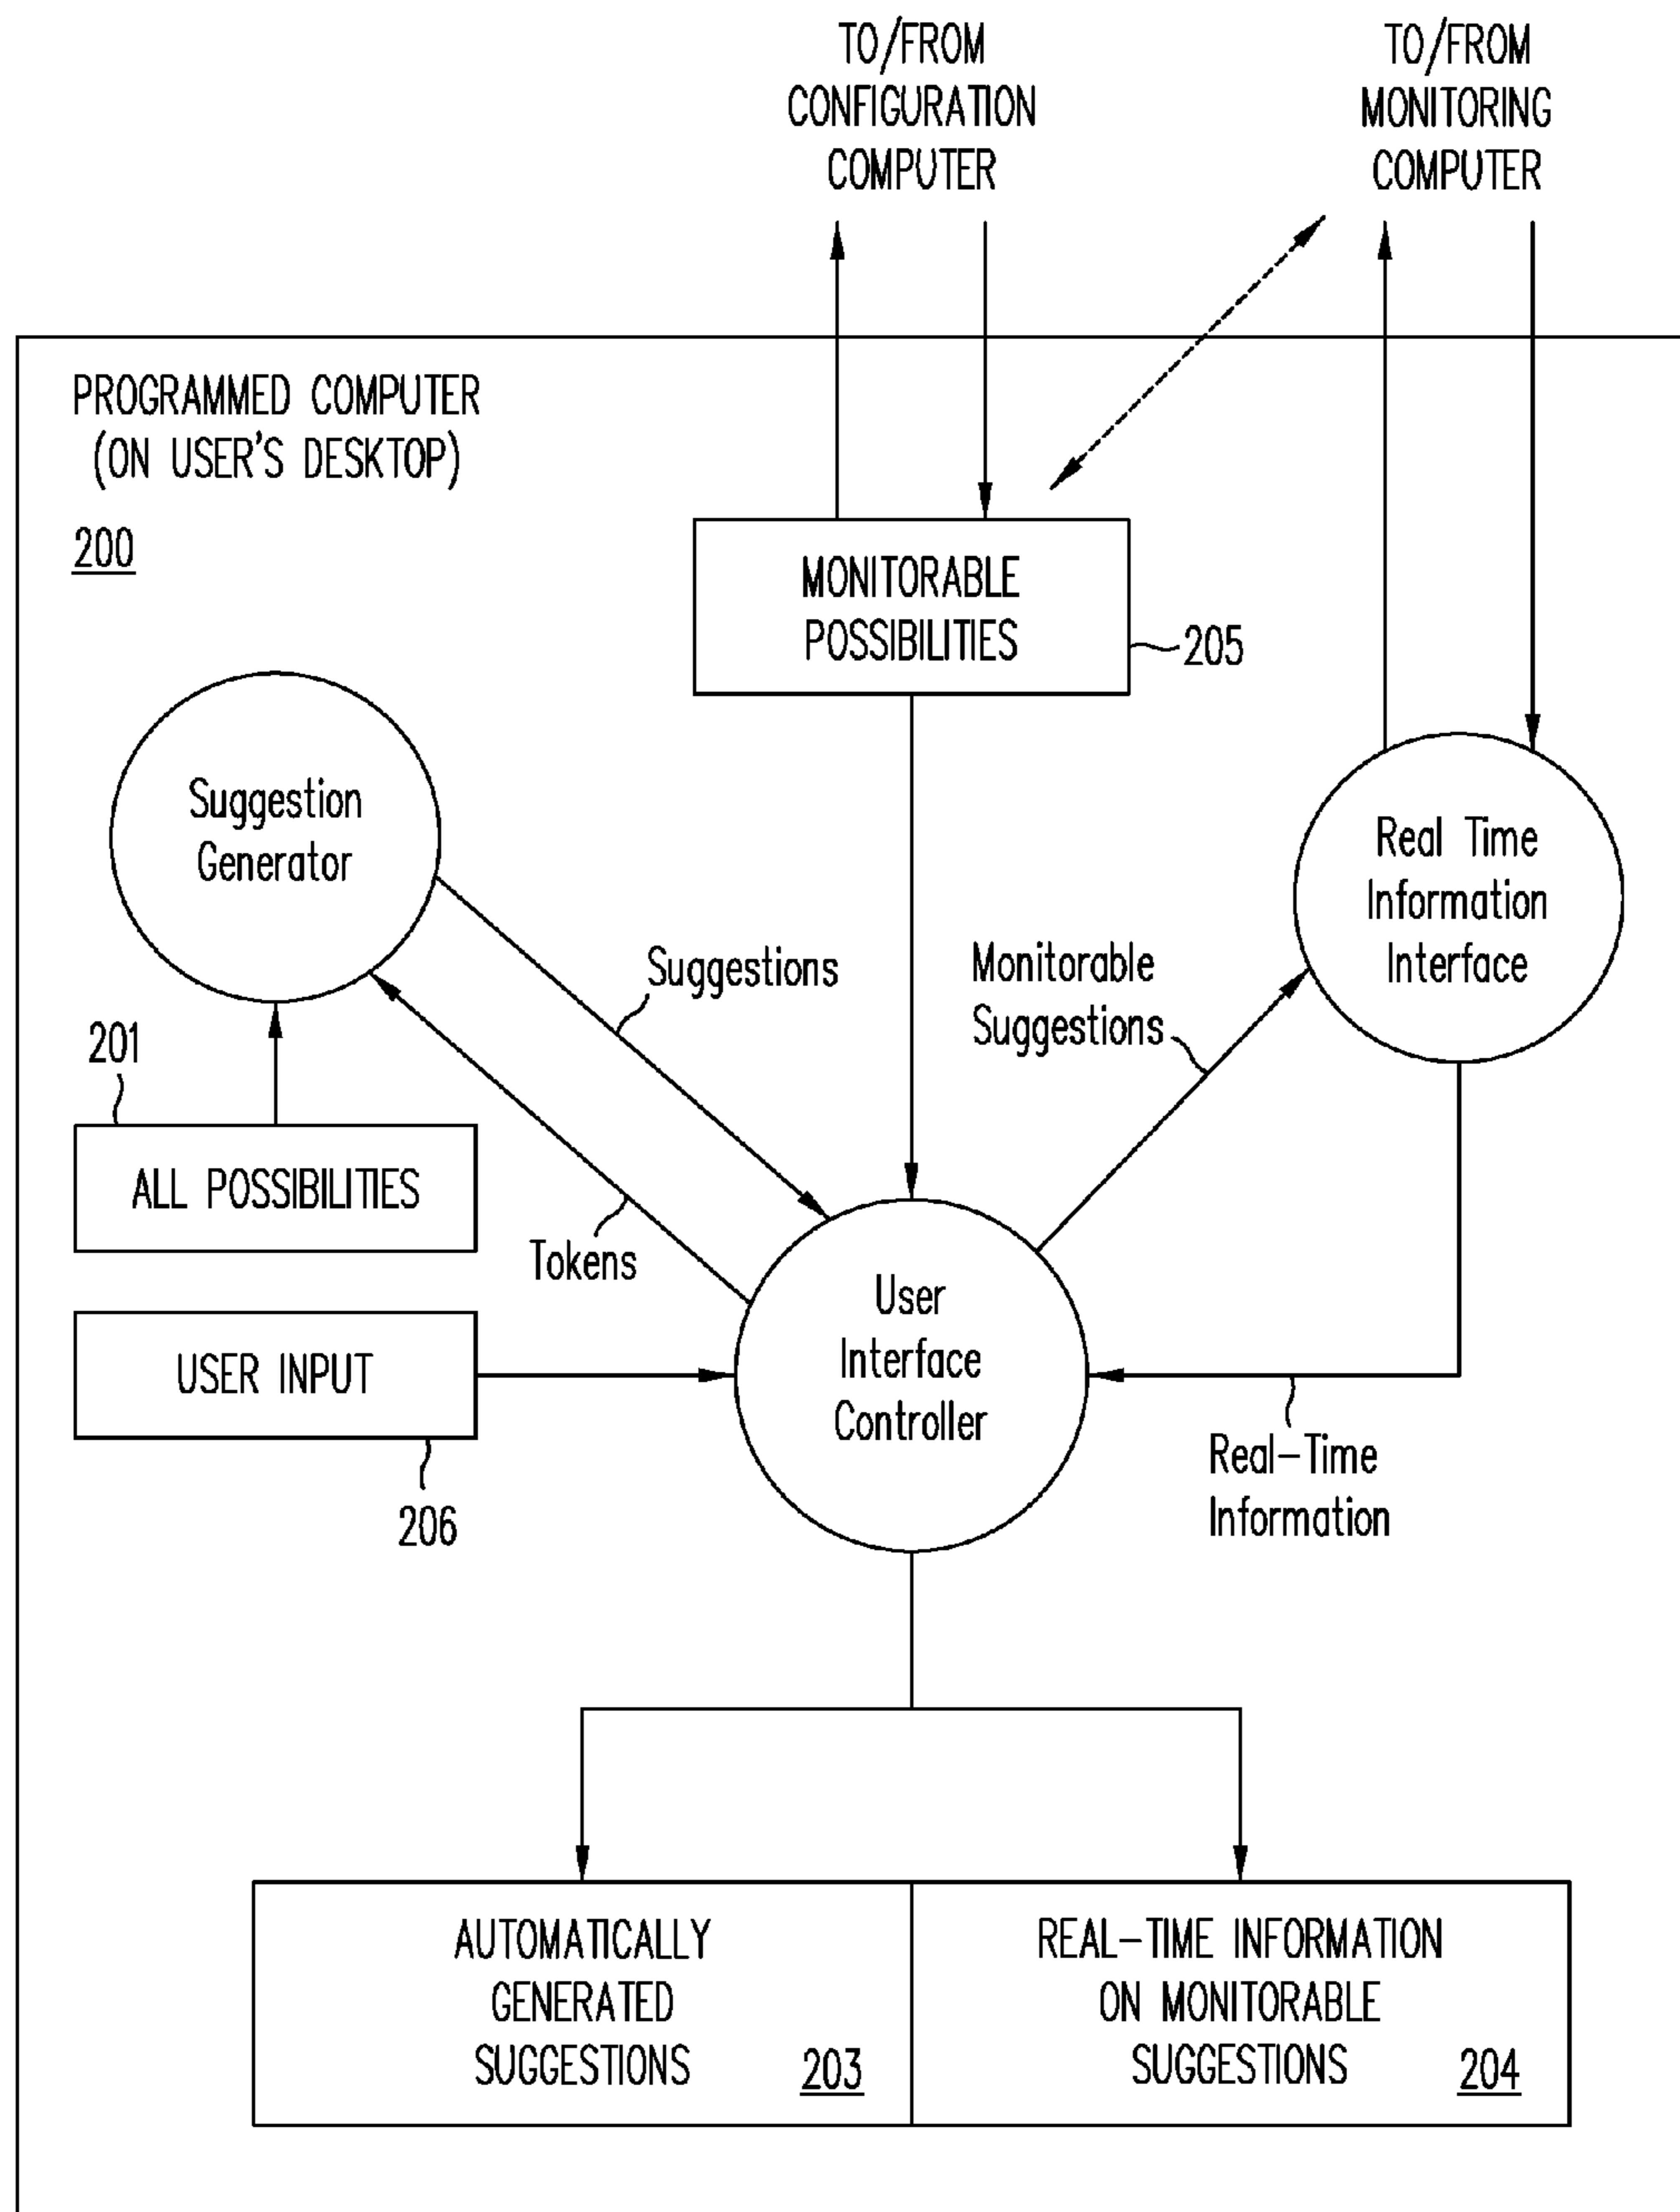 TO/FROM
CONFIGURATION
COMPUTER
TO/FROM
MONITORING
COMPUTER
PROGRAMMED COMPUTER
(ON USER'S DESKTOP)
200
MONITORABLE
POSSIBILITIES
205
Suggestion
Generator
Real Time
Information
Interface
Suggestions
Monitorable
Suggestions
201
ALL POSSIBILITIES
Tokens
USER INPUT
206
User
Interface
Controller
Real-Time
Information
AUTOMATICALLY
GENERATED
SUGGESTIONS
203
REAL-TIME INFORMATION
ON MONITORABLE
SUGGESTIONS
204